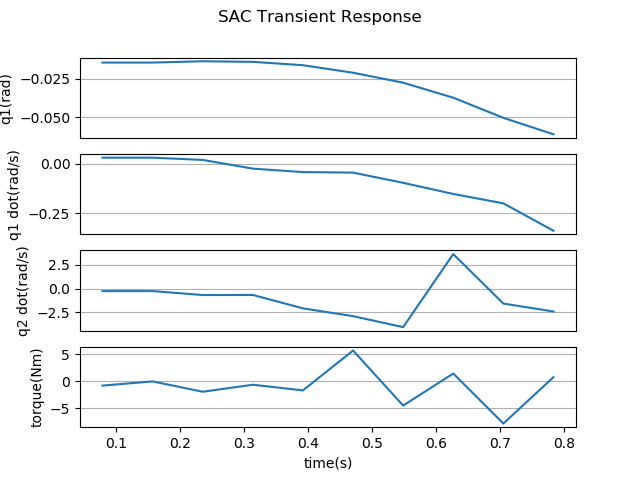 SAC Transient Response
q1(rad)
−0.025
−0.050
q1 dot(rad/s)
0.00
−0.25
q2 dot(rad/s)
2.5
0.0
−2.5
torque(Nm)
5
0
−5
0.1 0.2 0.3 0.4 0.5 0.6 0.7 0.8
time(s)